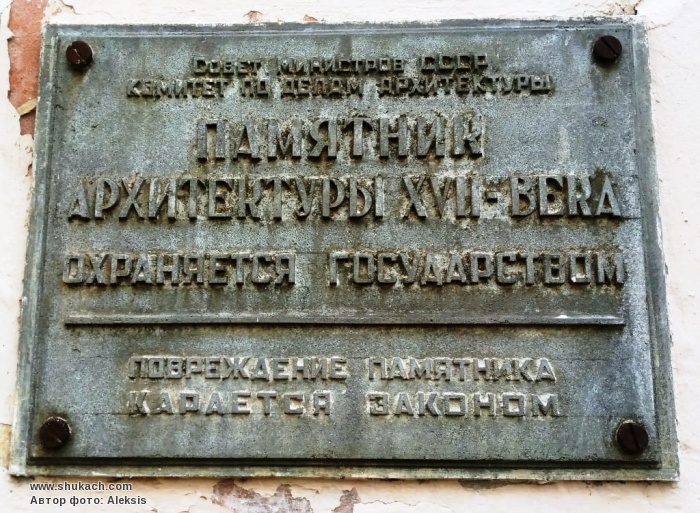 Совет министров СССР
комитет по делам архитектуры
ПАМЯТНИК
АРХИТЕКТУРЫ XVII-ВЕКА
ОХРАНЯЕТСЯ ГОСУДАРСТВОМ
ПОВРЕЖДЕНИЕ ПАМЯТНИКА
КАРАЕТСЯ ЗАКОНОМ
www.shukach.com
Автор фото: Aleksis